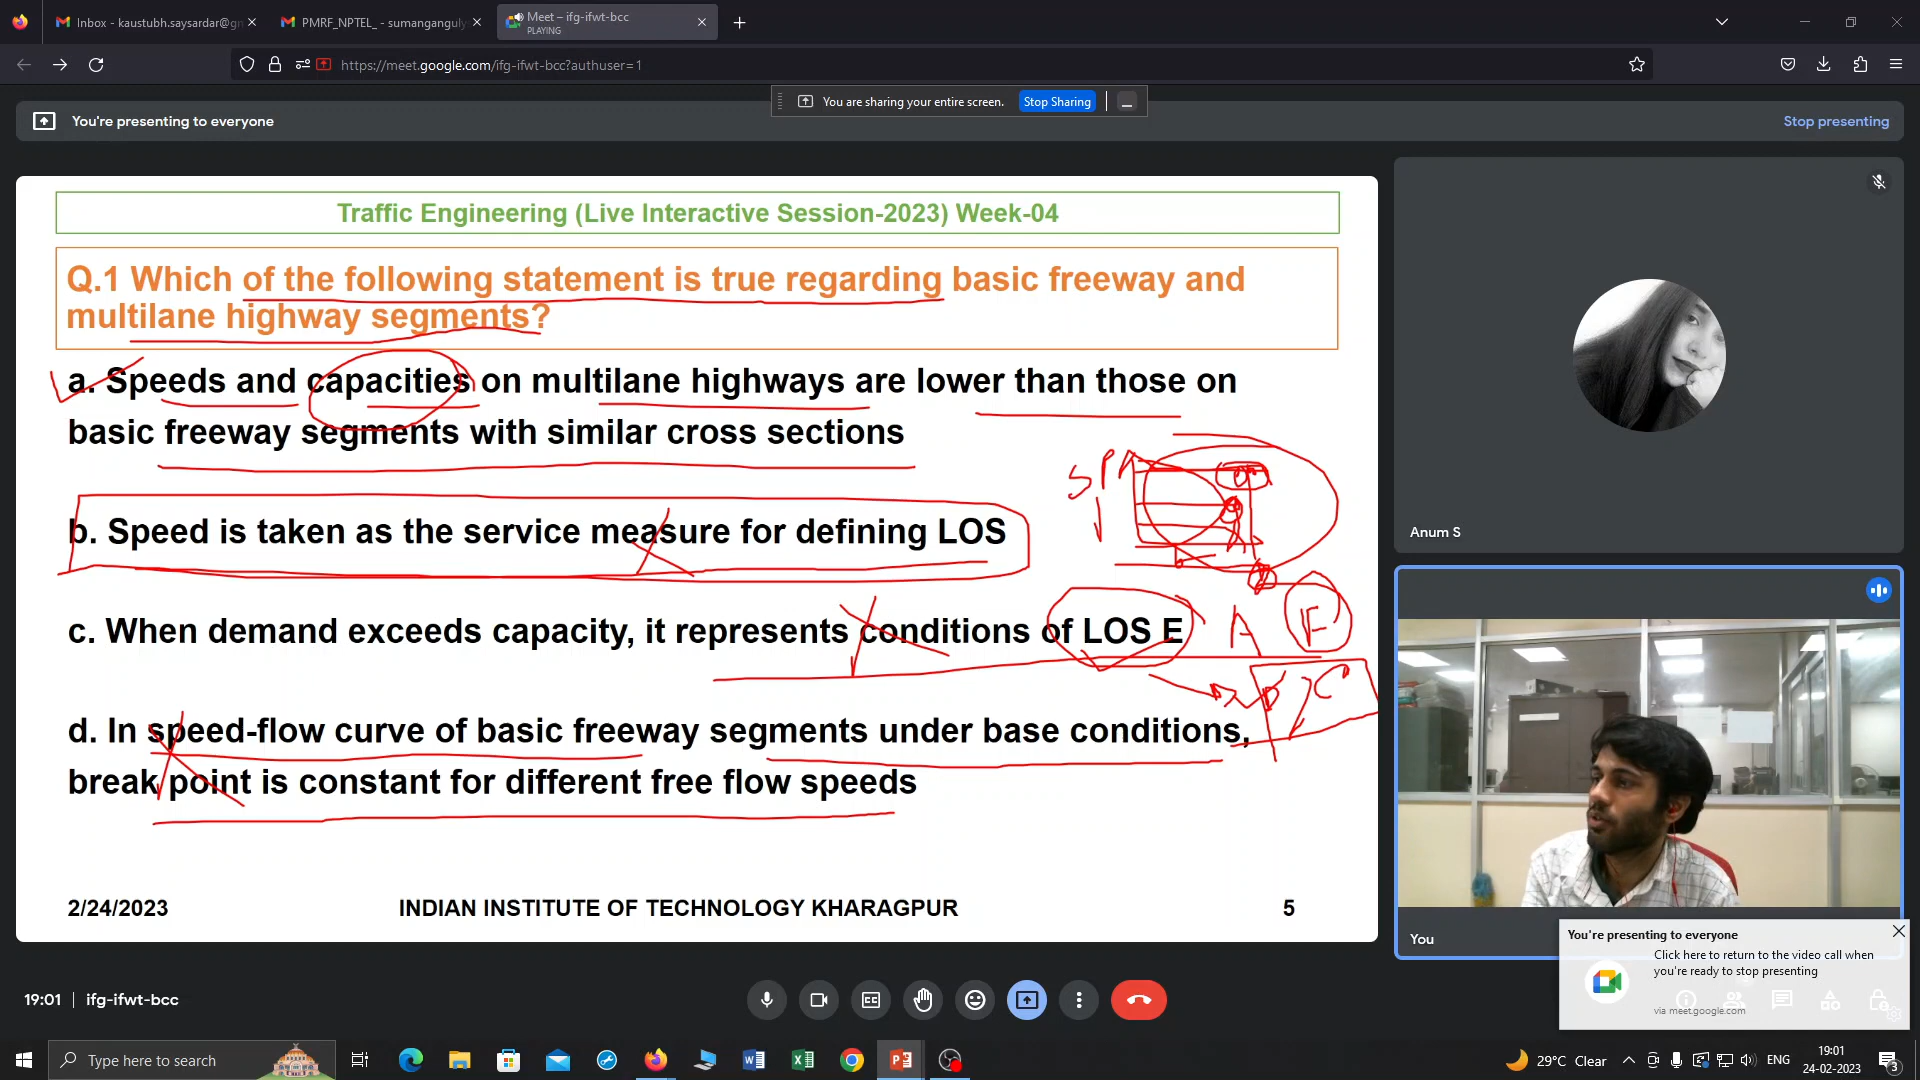 Inbox - kaustubh.saysardar@gm
PMRF_NPTEL_ - sumanganguly
Meet – ifg-ifwt-bcc
PLAYING
https://meet.google.com/ifg-ifwt-bcc?authuser=1
You are sharing your entire screen.
Stop Sharing
You're presenting to everyone
Stop presenting
Traffic Engineering (Live Interactive Session-2023) Week-04
Q.1 Which of the following statement is true regarding basic freeway and
multilane highway segments?
a. Speeds and capacities on multilane highways are lower than those on
basic freeway segments with similar cross sections
SP
b. Speed is taken as the service measure for defining LOS
c. When demand exceeds capacity, it represents conditions of LOS E
A F
d. In speed-flow curve of basic freeway segments under base conditions,
break point is constant for different free flow speeds
2/24/2023
INDIAN INSTITUTE OF TECHNOLOGY KHARAGPUR
5
Anum S
You
You're presenting to everyone
Click here to return to the video call when
you're ready to stop presenting
via meet.google.com
19:01 | ifg-ifwt-bcc
Type here to search
29°C Clear
ENG
19:01
24-02-2023
3